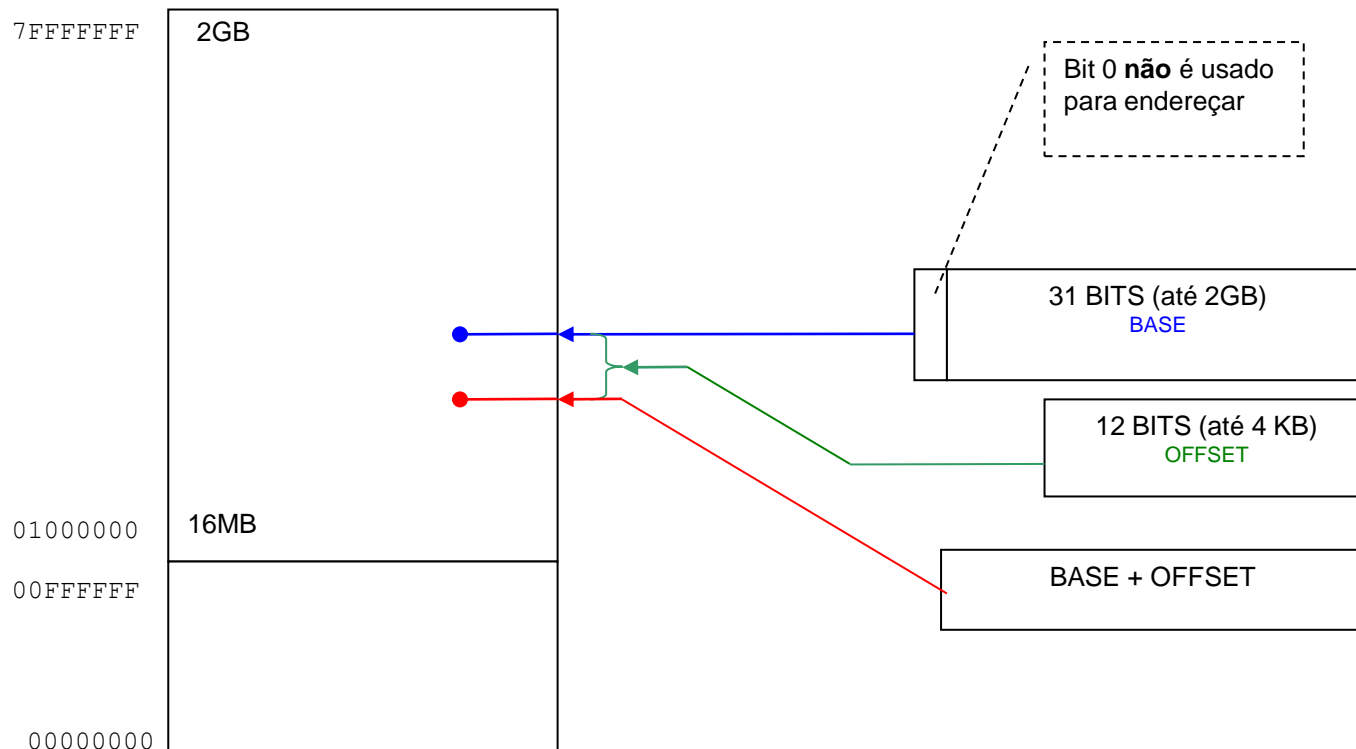 7FFFFFFF
2GB
Bit 0 não é usado
para endereçar
31 BITS (até 2GB)
BASE
12 BITS (até 4 KB)
OFFSET
01000000
16MB
00FFFFFF
BASE + OFFSET
00000000